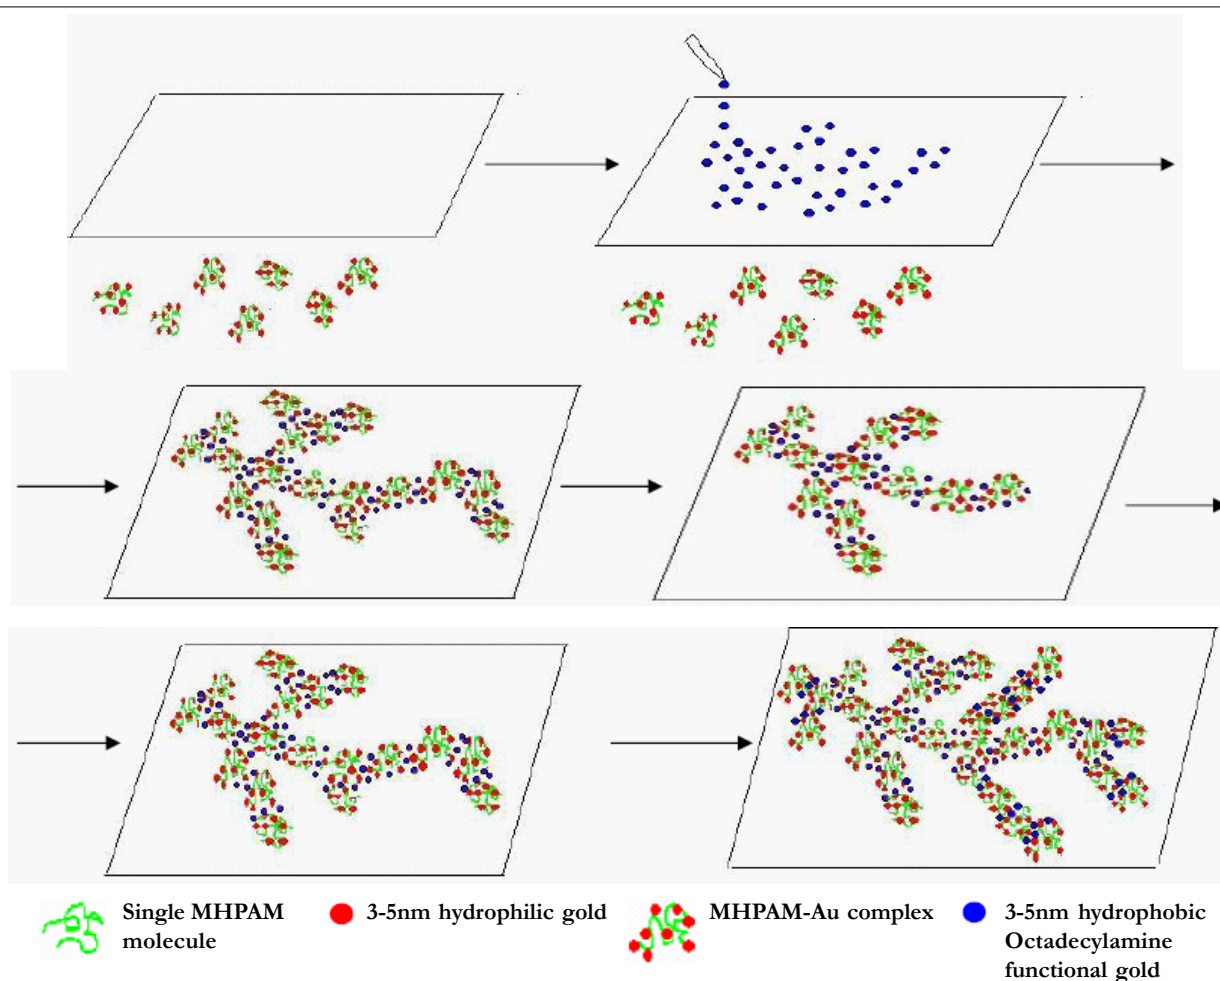 Single MHPAM
molecule
3-5nm hydrophilic gold
MHPAM-Au complex
3-5nm hydrophobic
Octadecylamine
functional gold